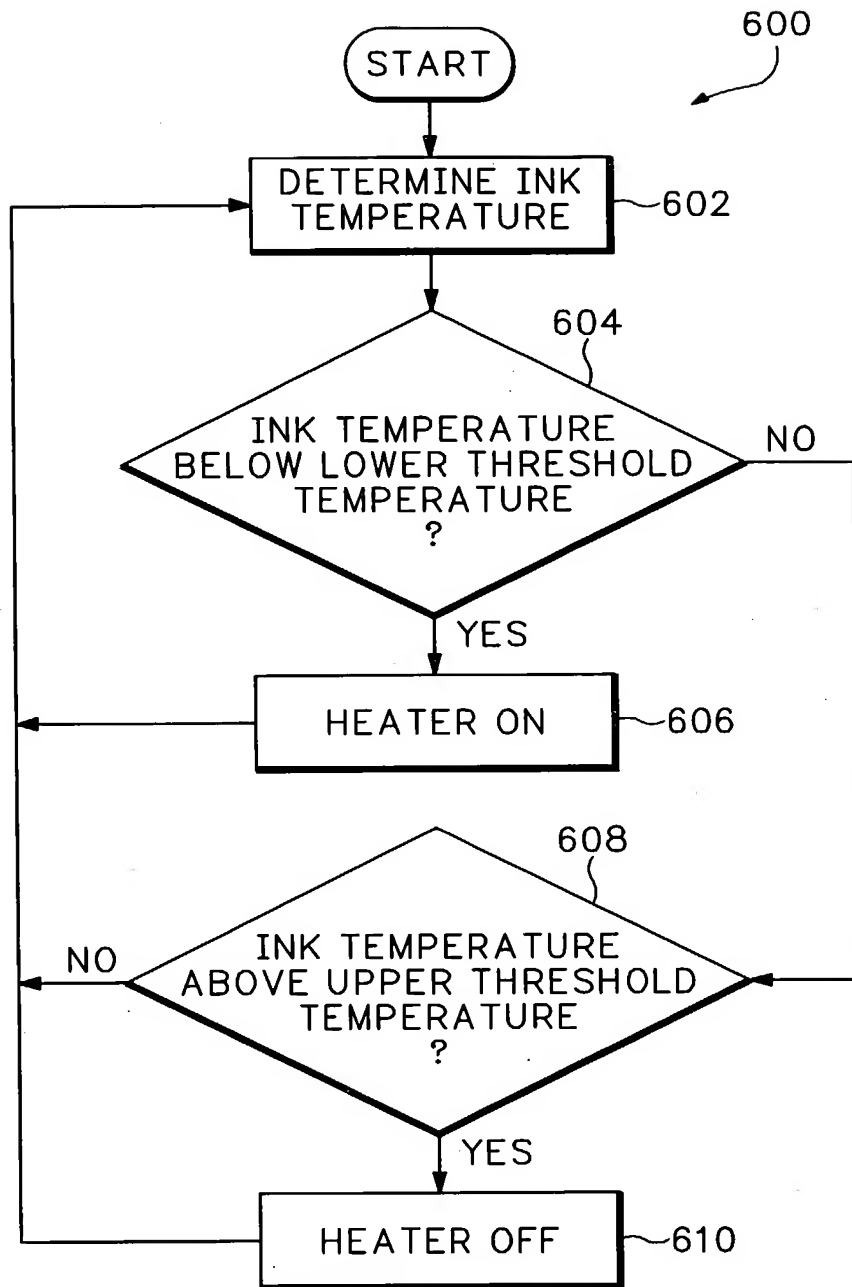 600
START
DETERMINE INK
TEMPERATURE
602
604
INK TEMPERATURE
BELOW LOWER THRESHOLD
TEMPERATURE
?
NO
YES
HEATER ON
606
608
INK TEMPERATURE
ABOVE UPPER THRESHOLD
TEMPERATURE
?
NO
YES
HEATER OFF
610